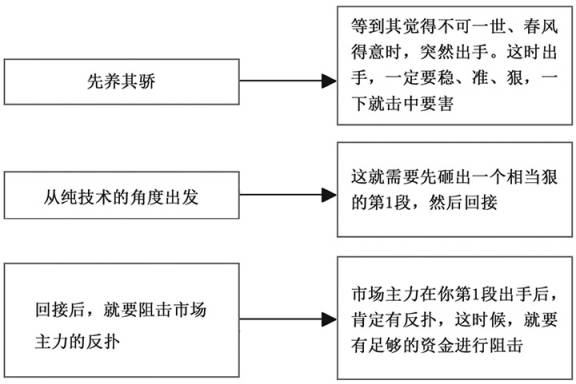 先养其骄
等到其觉得不可一世、春风
得意时，突然出手。这时出
手，一定要稳、准、狠，一
下就击中要害
从纯技术的角度出发
这就需要先砸出一个相当狠
的第1段，然后回接
回接后，就要阻击市场
主力的反扑
市场主力在你第1段出手后，
肯定有反扑，这时候，就要
有足够的资金进行阻击